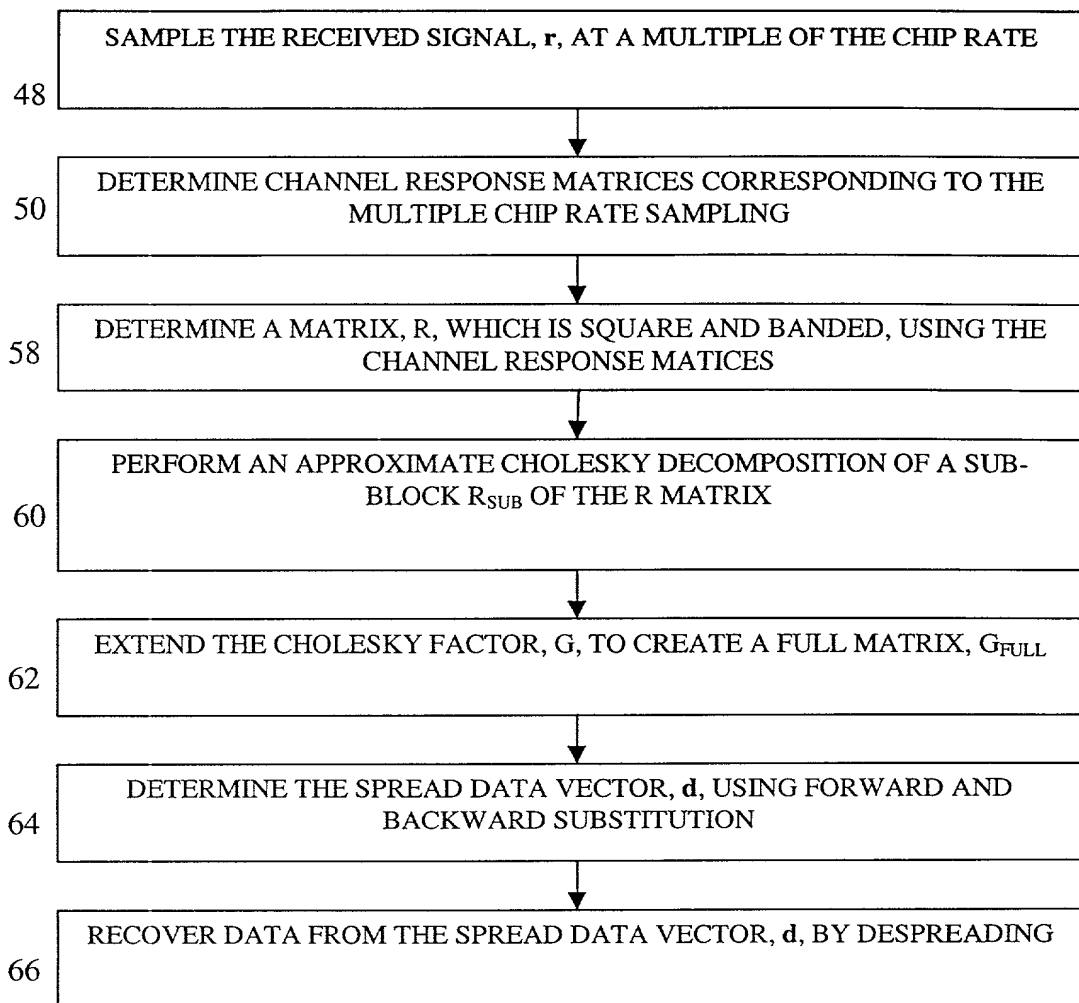 SAMPLE THE RECEIVED SIGNAL, r, AT A MULTIPLE OF THE CHIP RATE
48
DETERMINE CHANNEL RESPONSE MATRICES CORRESPONDING TO THE
MULTIPLE CHIP RATE SAMPLING
50
DETERMINE A MATRIX, R, WHICH IS SQUARE AND BANDED, USING THE
CHANNEL RESPONSE MATICES
58
PERFORM AN APPROXIMATE CHOLESKY DECOMPOSITION OF A SUB-
BLOCK RSUB OF THE R MATRIX
60
EXTEND THE CHOLESKY FACTOR, G, TO CREATE A FULL MATRIX, GFULL
62
DETERMINE THE SPREAD DATA VECTOR, d, USING FORWARD AND
BACKWARD SUBSTITUTION
64
RECOVER DATA FROM THE SPREAD DATA VECTOR, d, BY DESPREADING
66